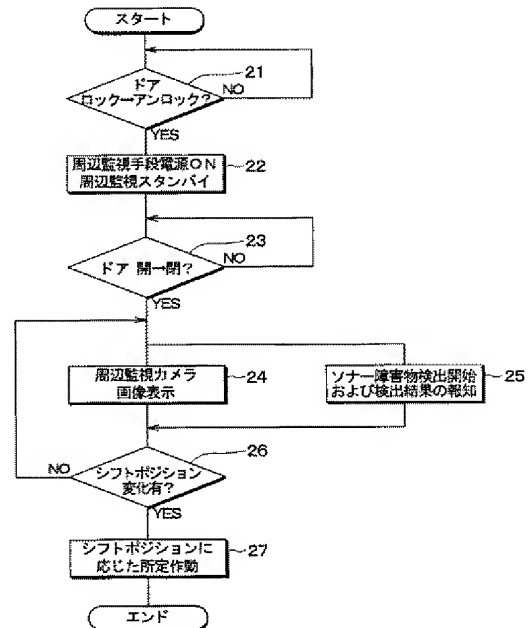 スタート
21
ドア
ロック→アンロック?
NO
YES
周辺監視手段電源ON
周辺監視スタンバイ
22
23
ドア 開→閉?
NO
YES
周辺監視カメラ
画像表示
24
ソナー障害物検出開始
および検出結果の報知
25
26
NO
シフトポジション
変化有?
YES
シフトポジションに
応じた所定作動
27
エンド